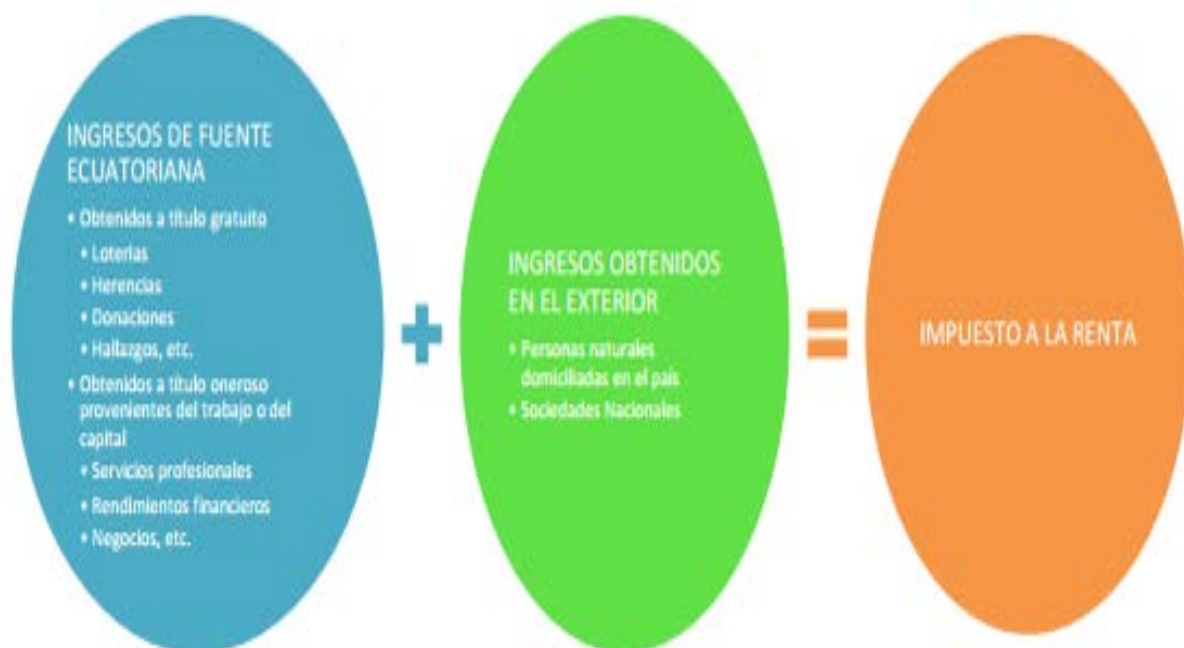 INGRESOS DE FUENTE
ECUATORIANA
• Obtenidos a título gratuito
• Loterías
• Herencias
• Donaciones
• Hallazgos, etc.
• Obtenidos a título oneroso
provenientes del trabajo o del
capital
• Servicios profesionales
• Rendimientos financieros
• Negocios, etc.
+
INGRESOS OBTENIDOS
EN EL EXTERIOR
• Personas naturales
domiciliadas en el país
• Sociedades Nacionales
=
IMPUESTO A LA RENTA